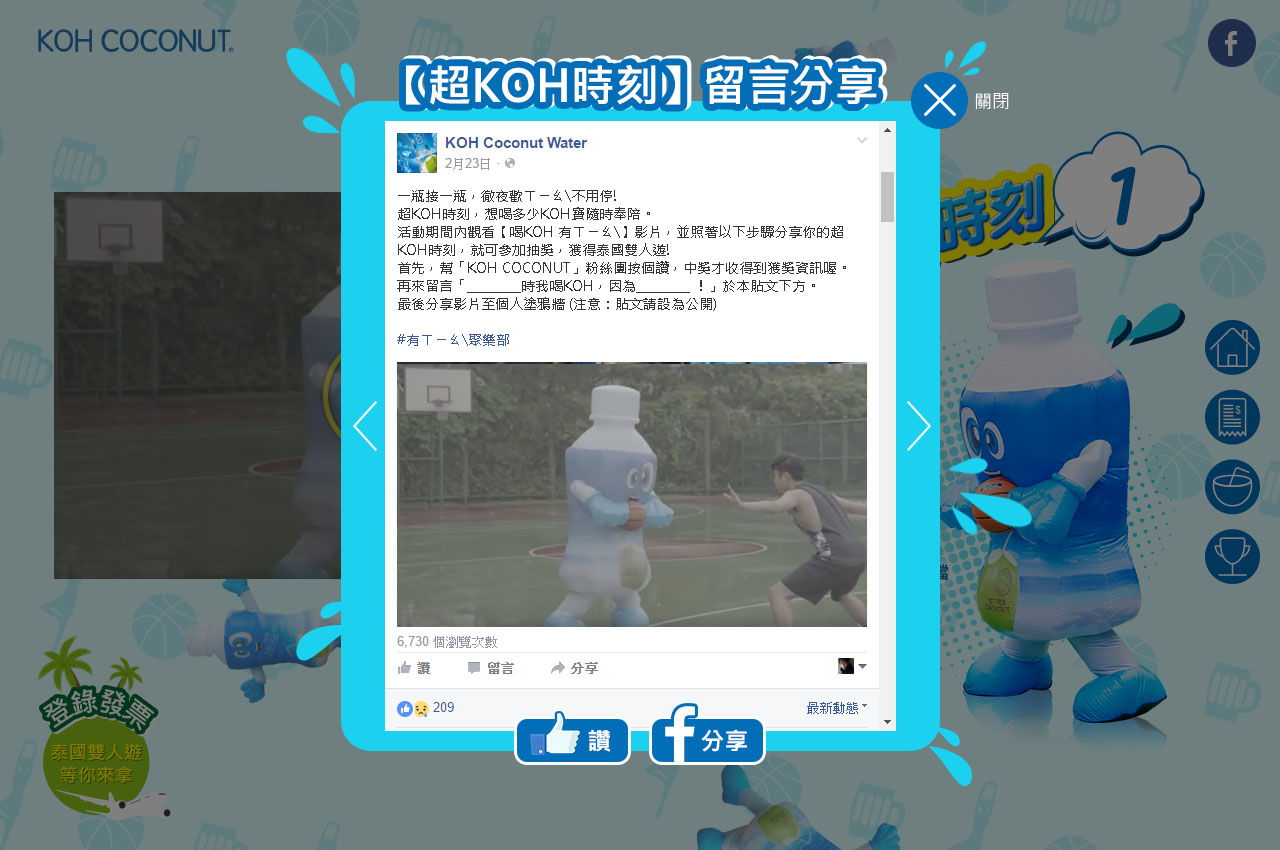 KOH COCONUT®
【超KOH時刻】留言分享
關閉
KOH Coconut Water
2月23日 ·
一瓶接一瓶，徹夜歡ㄒㄧㄠ\不用停!
超KOH時刻，想喝多少KOH寶隨時奉陪。
活動期間內觀看【喝KOH 有ㄒㄧㄠ\】影片，並照著以下步驟分享你的超
KOH時刻，就可參加抽獎，獲得泰國雙人遊!
首先，幫「KOH COCONUT」粉絲團按個讚，中獎才收得到獲獎資訊喔。
再來留言「________時我喝KOH，因為________ ！」於本貼文下方。
最後分享影片至個人塗鴉牆 (注意：貼文請設為公開)
#有ㄒㄧㄠ\聚樂部
6,730 個瀏覽次數
讚 留言 分享
209 最新動態
讚 分享
時刻 1
登錄發票
泰國雙人遊
等你來拿